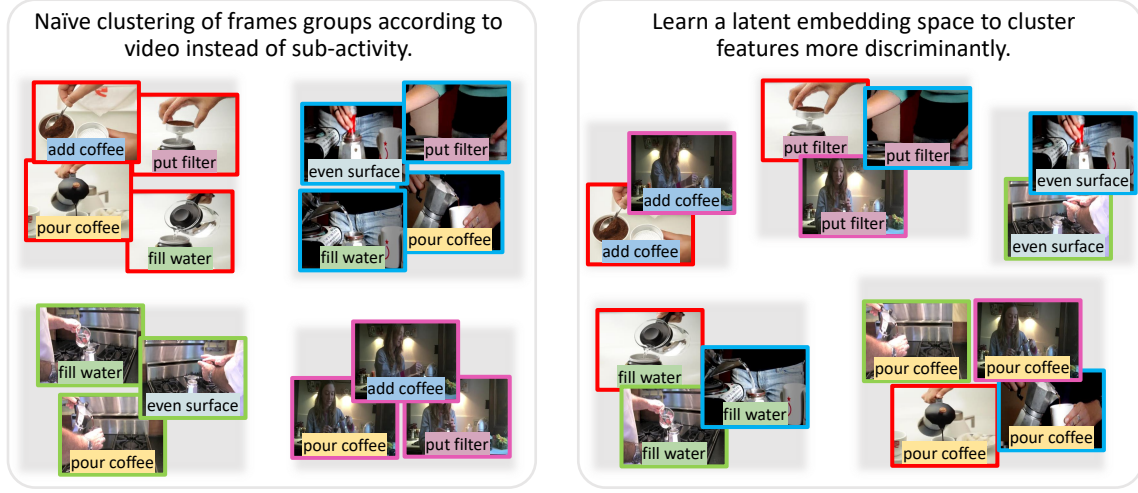 Naïve clustering of frames groups according to
video instead of sub-activity.
add coffee
put filter
pour coffee
fill water
put filter
even surface
fill water
pour coffee
fill water
even surface
pour coffee
add coffee
pour coffee
put filter
Learn a latent embedding space to cluster
features more discriminantly.
add coffee
add coffee
put filter
put filter
put filter
even surface
even surface
fill water
fill water
fill water
pour coffee
pour coffee
pour coffee
pour coffee